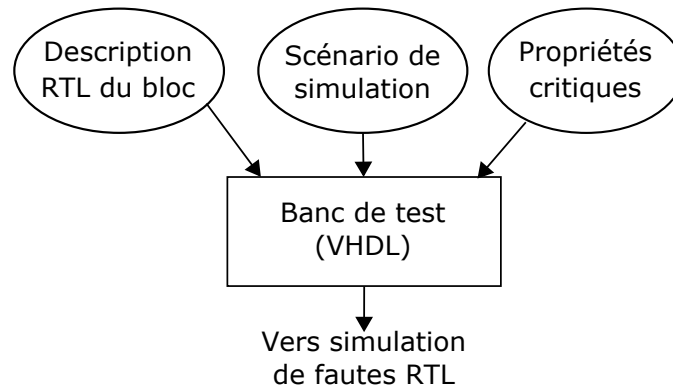 Description
RTL du bloc
Scénario de
simulation
Propriétés
critiques
Banc de test
(VHDL)
Vers simulation
de fautes RTL